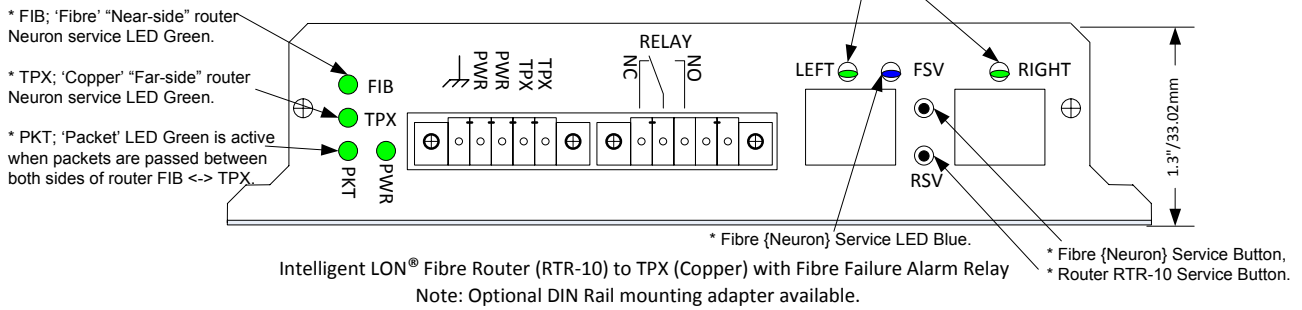 * FIB; ‘Fibre’ “Near-side” router
Neuron service LED Green.
* TPX; ‘Copper’ “Far-side” router
Neuron service LED Green.
* PKT; ‘Packet’ LED Green is active
when packets are passed between
both sides of router FIB <-> TPX.
FIB
TPX
PKT
PWR
PWR
PWR
TPX
TPX
RELAY
NC
NO
LEFT
FSV
RIGHT
RSV
1.3"/33.02mm
* Fibre {Neuron} Service LED Blue.
* Fibre {Neuron} Service Button,
* Router RTR-10 Service Button.
Intelligent LON® Fibre Router (RTR-10) to TPX (Copper) with Fibre Failure Alarm Relay
Note: Optional DIN Rail mounting adapter available.